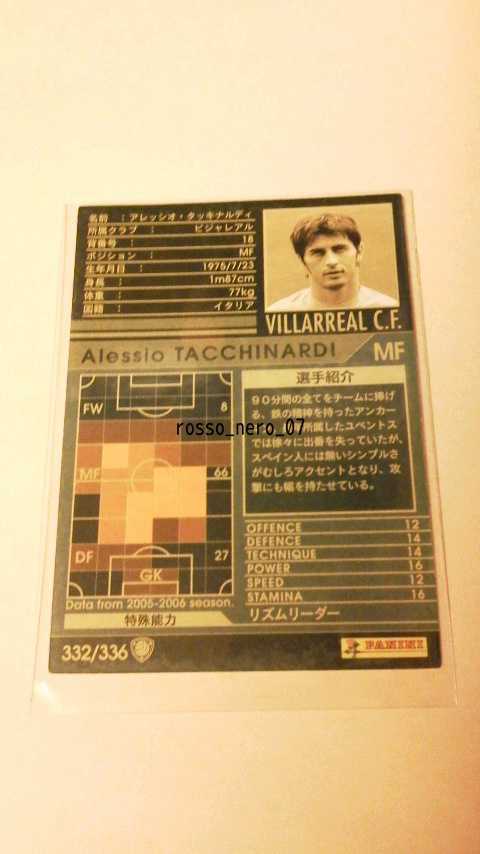 名前 : アレッシオ・タッキナルディ
所属クラブ : ビジャレアル
背番号 : 18
ポジション : MF
生年月日 : 1975/7/23
身長 : 1m87cm
体重 : 77kg
国籍 : イタリア
VILLARREAL C.F.
Alessio TACCHINARDI MF
FW 8
MF 66
DF 27
GK
Data from 2005-2006 season.
特殊能力
選手紹介
90分間の全てをチームに捧げ
る、鉄の精神を持ったアンカー
所属したユベントス
では徐々に出番を失っていたが、
スペイン人には無いシンプルさ
がむしろアクセントとなり、攻
撃にも幅を持たせている。
rosso_nero_07
OFFENCE 12
DEFENCE 14
TECHNIQUE 14
POWER 16
SPEED 12
STAMINA 16
リズムリーダー
332/336
PANINI